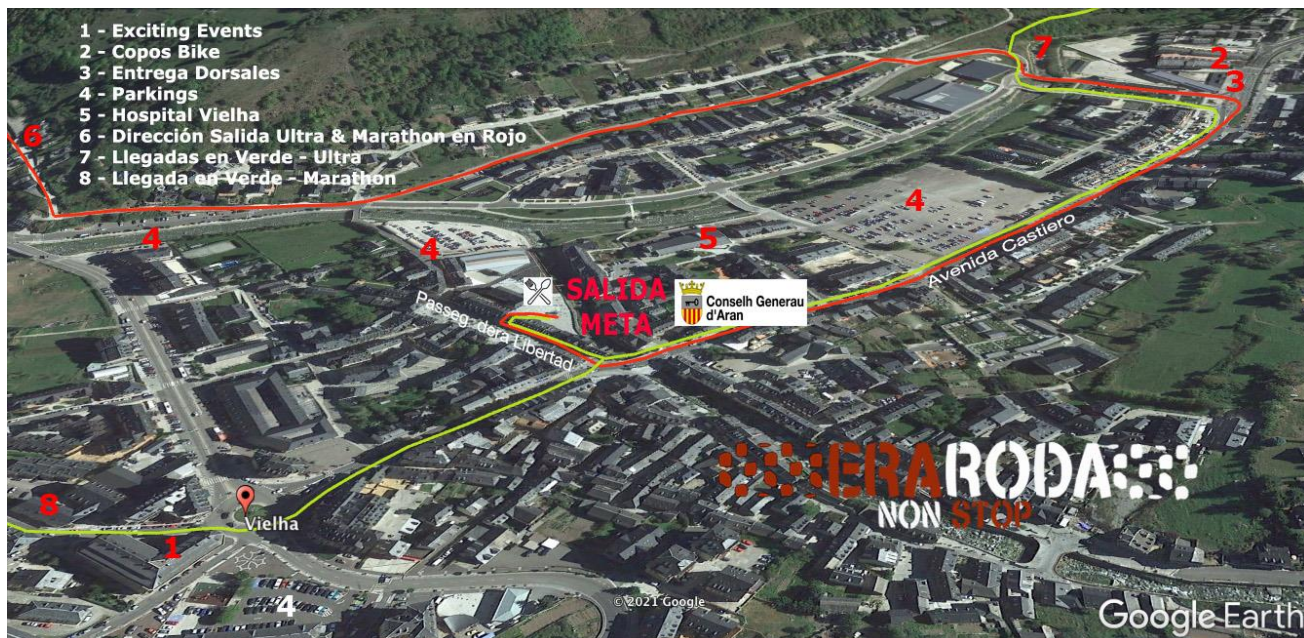 1 - Exciting Events
2 - Copos Bike
3 - Entrega Dorsales
4 - Parkings
5 - Hospital Vielha
6 - Dirección Salida Ultra & Marathon en Rojo
7 - Llegadas en Verde - Ultra
8 - Llegada en Verde - Marathon
7
2
3
6
4
4
4
5
Avenida Castiero
SALIDA
META
Conselh Generau
d'Aran
Passeg. dera Libertad
ERARODA
NON STOP
8
Vielha
1
4
© 2021 Google
Google Earth